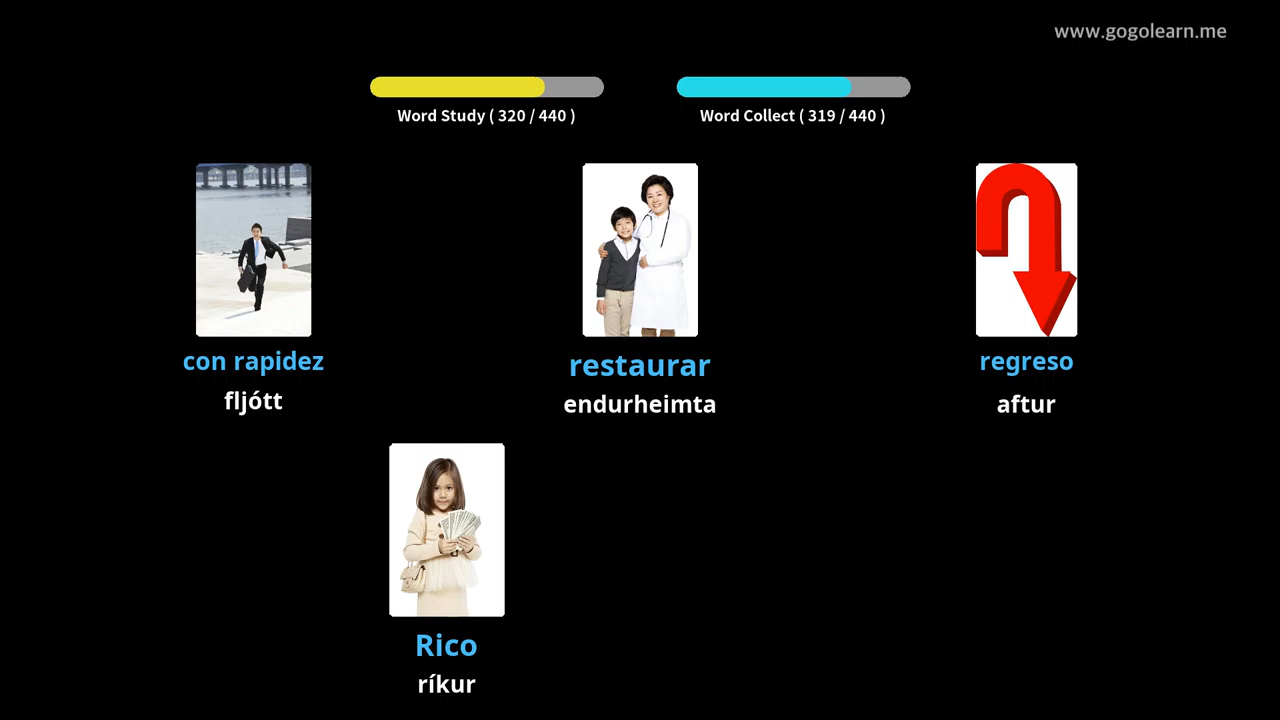 www.gogolearn.me
Word Study ( 320 / 440 )
Word Collect ( 319 / 440 )
con rapidez
fljótt
restaurar
endurheimta
regreso
aftur
Rico
ríkur